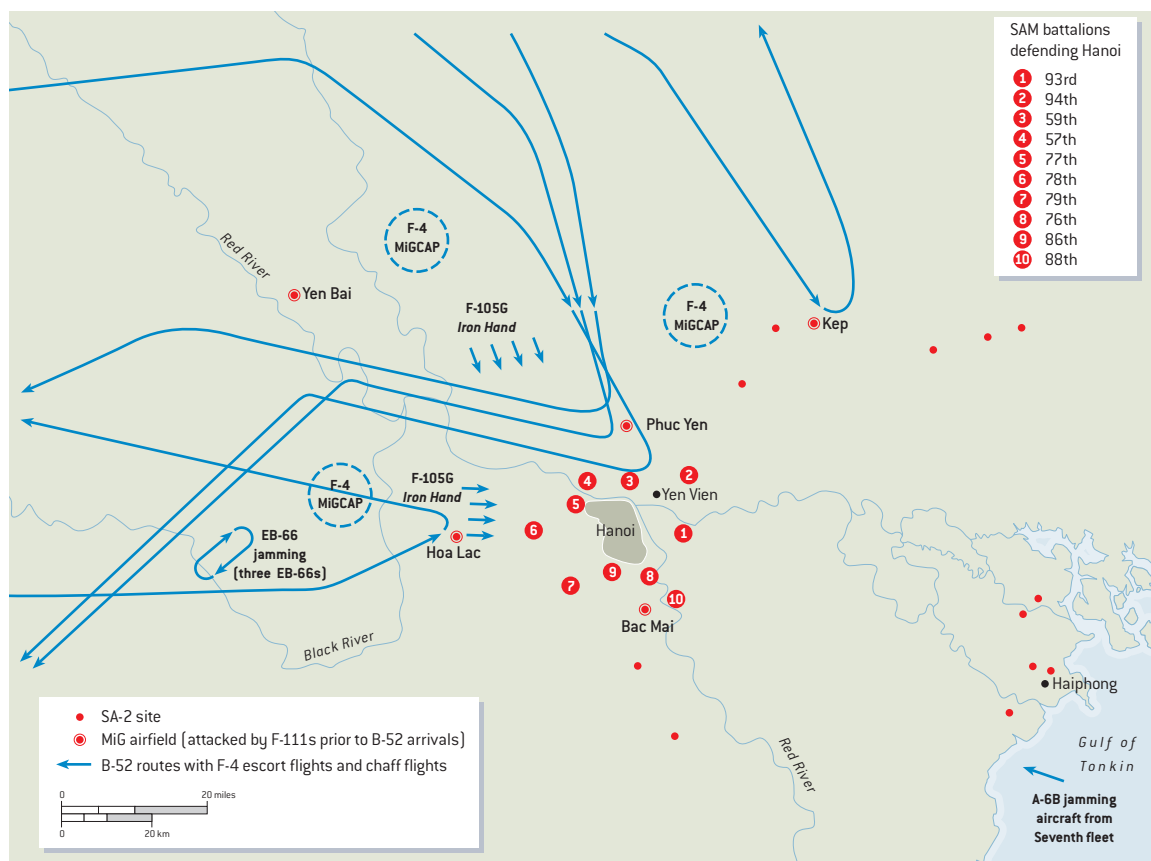 SAM battalions
defending Hanoi
1 93rd
2 94th
3 59th
4 57th
5 77th
6 78th
7 79th
8 76th
9 86th
10 88th
F-4
MiGCAP
Red River
Yen Bai
F-105G
Iron Hand
F-4
MiGCAP
Kep
Phuc Yen
F-4
MiGCAP
F-105G
Iron Hand
4
3
2
Yen Vien
5
6
Hanoi
1
EB-66
jamming
(three EB-66s)
Hoa Lac
7
9
8
10
Bac Mai
Black River
Haiphong
Red River
Gulf of
Tonkin
A-6B jamming
aircraft from
Seventh fleet
SA-2 site
MiG airfield (attacked by F-111s prior to B-52 arrivals)
B-52 routes with F-4 escort flights and chaff flights
0 20 miles
0 20 km